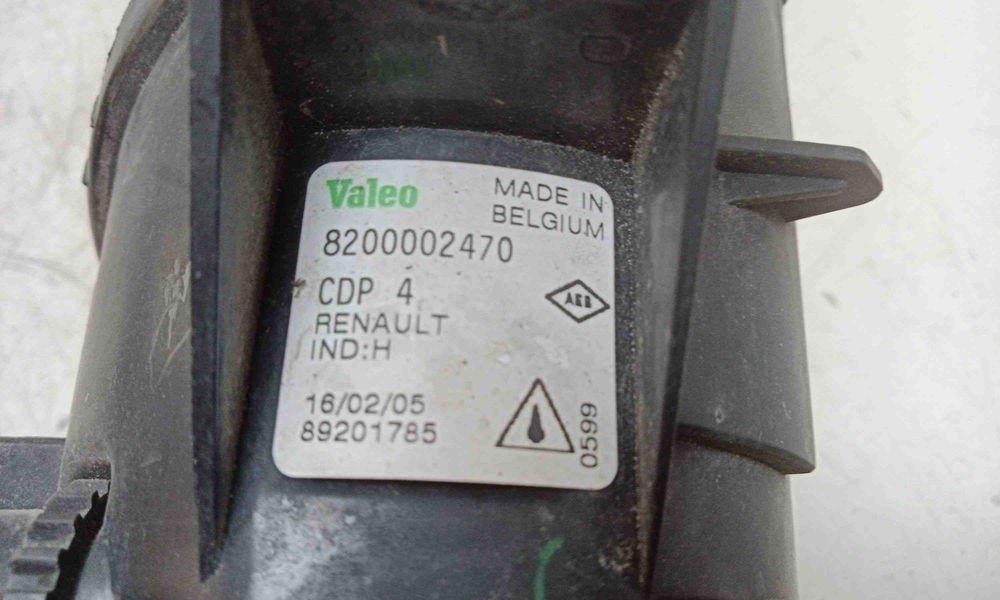 Valeo
MADE IN
BELGIUM
8200002470
CDP 4
RENAULT
IND:H
16/02/05
89201785
0599